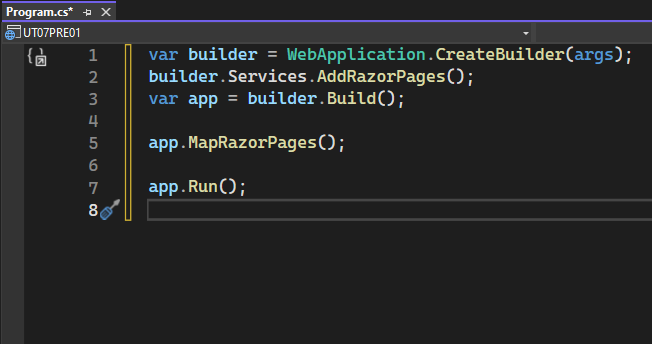 Program.cs*
UT07PRE01
1 var builder = WebApplication.CreateBuilder(args);
2 builder.Services.AddRazorPages();
3 var app = builder.Build();
4
5 app.MapRazorPages();
6
7 app.Run();
8